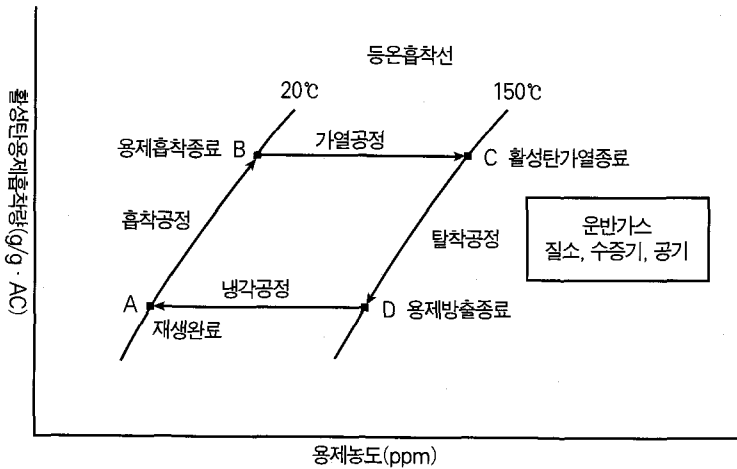 등온흡착선
20℃
150℃
용제흡착종료 B
가열공정
C 활성탄가열종료
활성탄용제흡착량(g/g·AC)
흡착공정
탈착공정
운반가스
질소, 수증기, 공기
A
냉각공정
D 용제방출종료
재생완료
용제농도(ppm)